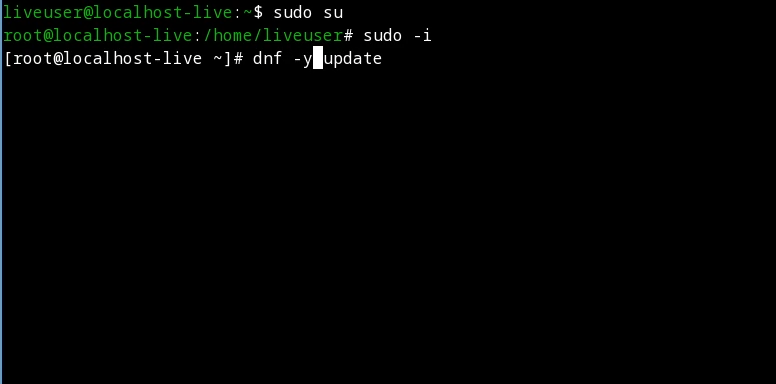 liveuser@localhost-live:~$ sudo su
root@localhost-live:/home/liveuser# sudo -i
[root@localhost-live ~]# dnf -y update